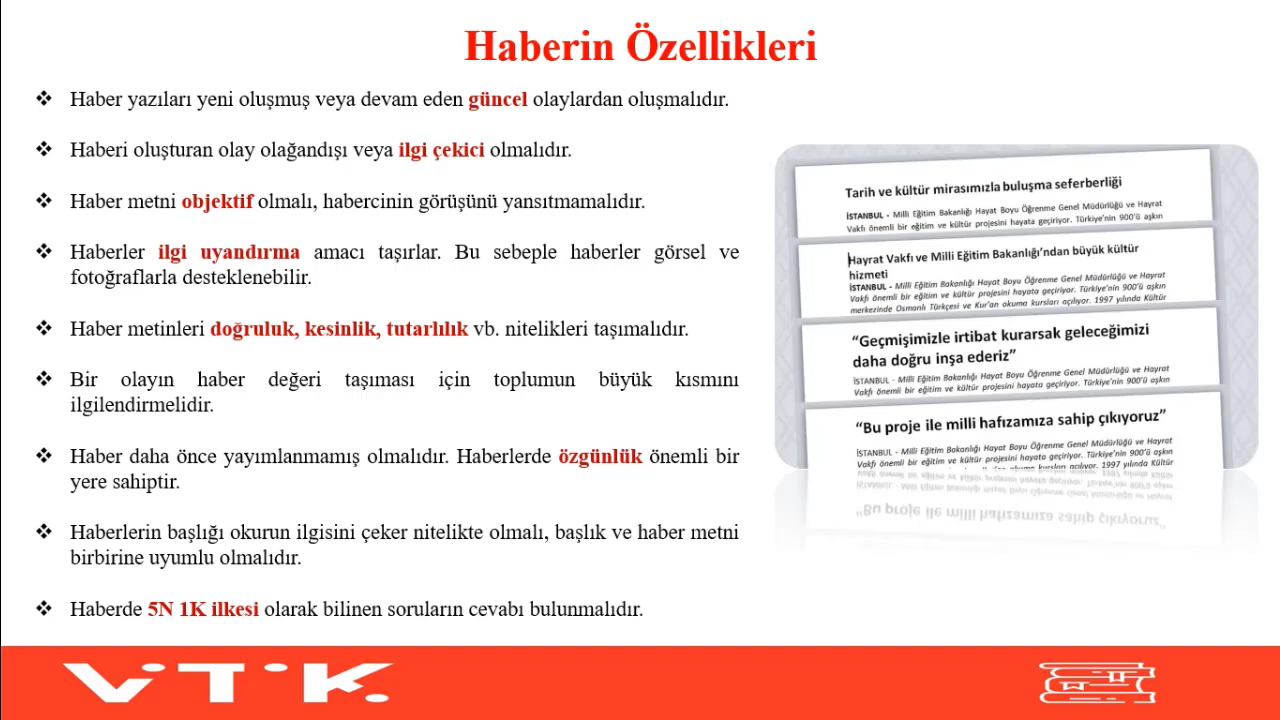 Haberin Özellikleri
Haber yazıları yeni oluşmuş veya devam eden güncel olaylardan oluşmalıdır.
Haberi oluşturan olay olağandışı veya ilgi çekici olmalıdır.
Haber metni objektif olmalı, habercinin görüşünü yansıtmamalıdır.
Haberler ilgi uyandırma amacı taşırlar. Bu sebeple haberler görsel ve
fotoğraflarla desteklenebilir.
Haber metinleri doğruluk, kesinlik, tutarlılık vb. nitelikleri taşımalıdır.
Bir olayın haber değeri taşıması için toplumun büyük kısmını
ilgilendirmelidir.
Haber daha önce yayımlanmamış olmalıdır. Haberlerde özgünlük önemli bir
yere sahiptir.
Haberlerin başlığı okurun ilgisini çeker nitelikte olmalı, başlık ve haber metni
birbirine uyumlu olmalıdır.
Haberde 5N 1K ilkesi olarak bilinen soruların cevabı bulunmalıdır.
Tarih ve kültür mirasımızla buluşma seferberliği
İSTANBUL - Milli Eğitim Bakanlığı Hayat Boyu Öğrenme Genel Müdürlüğü ve Hayrat
Vakfı önemli bir eğitim ve kültür projesini hayata geçiriyor. Türkiye'nin 900'ü aşkın
Hayrat Vakfı ve Milli Eğitim Bakanlığı'ndan büyük kültür
hizmeti
İSTANBUL - Milli Eğitim Bakanlığı Hayat Boyu Öğrenme Genel Müdürlüğü ve Hayrat
Vakfı önemli bir eğitim ve kültür projesini hayata geçiriyor. Türkiye'nin 900'ü aşkın
merkezinde Osmanlı Türkçesi ve Kur'an okuma kursları açılıyor. 1997 yılında Kültür
“Geçmişimizle irtibat kurarsak geleceğimizi
daha doğru inşa ederiz”
İSTANBUL - Milli Eğitim Bakanlığı Hayat Boyu Öğrenme Genel Müdürlüğü ve Hayrat
Vakfı önemli bir eğitim ve kültür projesini hayata geçiriyor. Türkiye'nin 900'ü aşkın
“Bu proje ile milli hafızamıza sahip çıkıyoruz”
İSTANBUL - Milli Eğitim Bakanlığı Hayat Boyu Öğrenme Genel Müdürlüğü ve Hayrat
Vakfı önemli bir eğitim ve kültür projesini hayata geçiriyor. Türkiye'nin 900'ü aşkın
okuma kursları açılıyor. 1997 yılında Kültür
VİTİK.